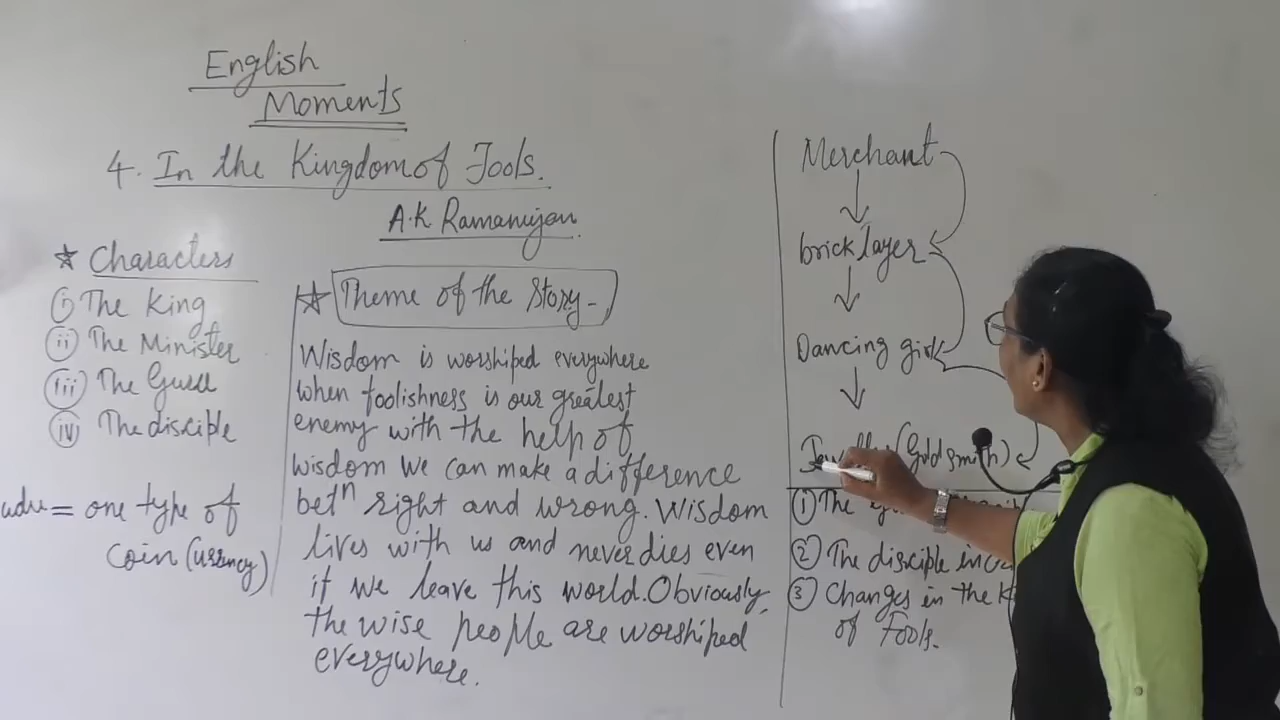 English
Moments
4. In the Kingdom of Fools.
A.K Ramanujan
☆ Characters
(i) The King
(ii) The Minister
(iii) The Guru
(iv) The disciple
= one type of
coin (currency)
☆ Theme of the Story -
Wisdom is worshiped everywhere
when foolishness is our greatest
enemy with the help of
wisdom we can make a difference
betⁿ right and wrong. Wisdom
lives with us and never dies even
if we leave this world. Obviously,
the wise people are worshiped
everywhere.
Merchant
brick layer
Dancing girl
(Gold smith)
① The
② The disciple in
③ Changes in the K
of Fools.